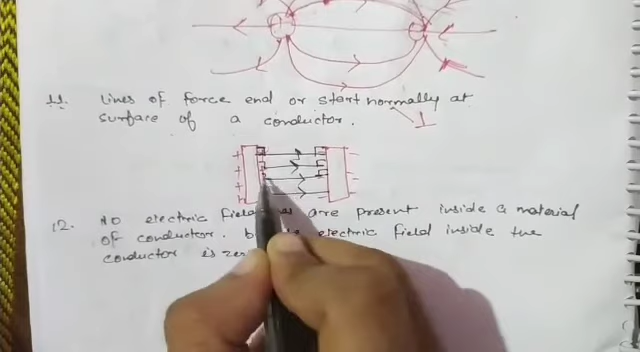 11. Lines of force end or start normally at
⊥
surface of a conductor.
12. No electric field are present inside a material
of conductor. electric field inside the
conductor is